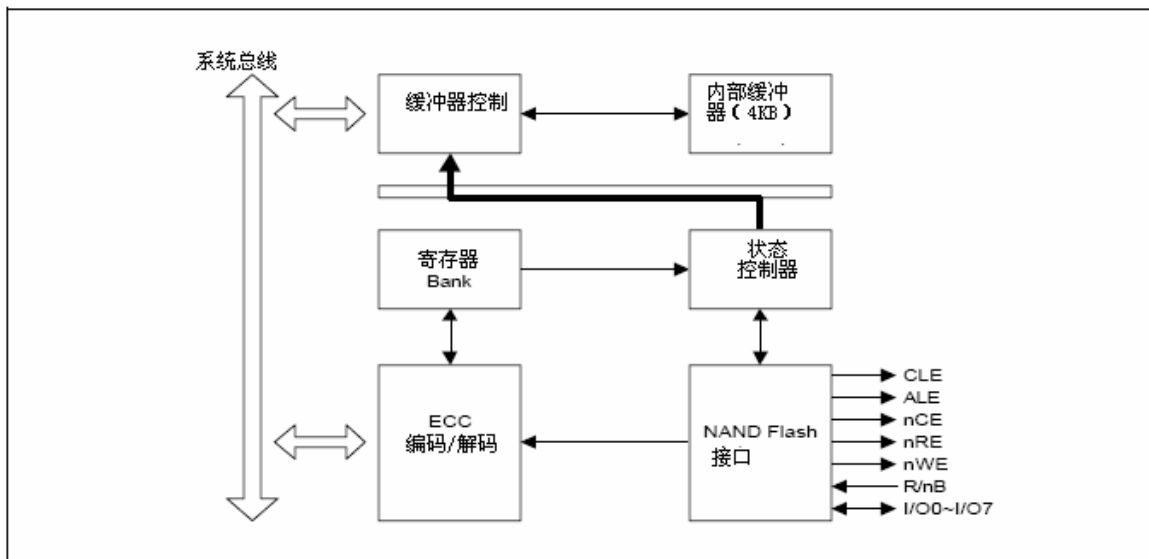 系统总线
缓冲器控制
内部缓冲
器（4KB）
寄存器
Bank
状态
控制器
ECC
编码/解码
NAND Flash
接口
CLE
ALE
nCE
nRE
nWE
R/nB
I/O0~I/O7